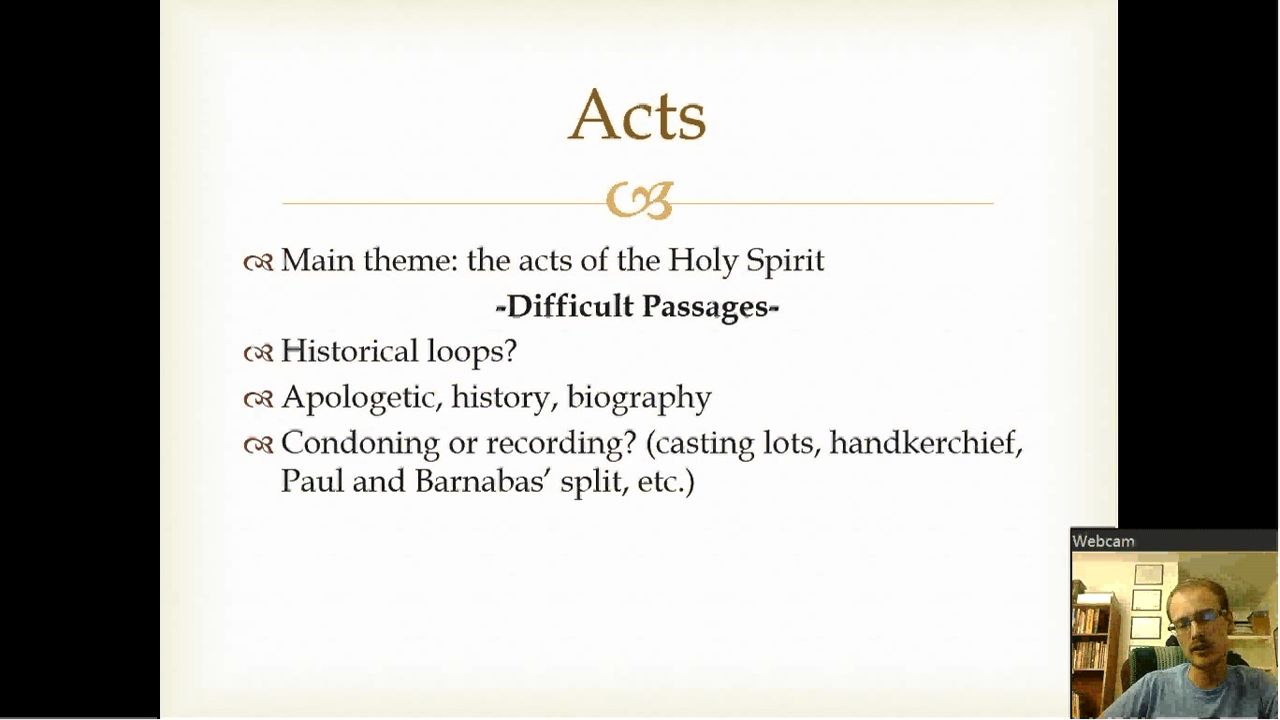 Acts
Main theme: the acts of the Holy Spirit
-Difficult Passages-
Historical loops?
Apologetic, history, biography
Condoning or recording? (casting lots, handkerchief,
Paul and Barnabas’ split, etc.)
Webcam